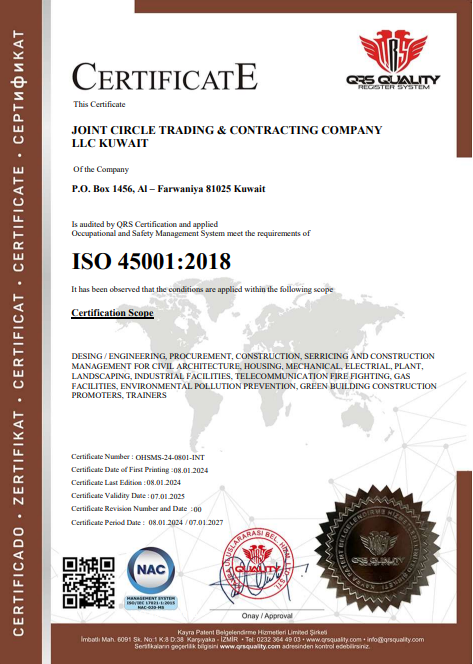 CERTIFICADO • ZERTIFIKAT • CERTIFICAT • CERTIFICATE • СЕРТИФИКАТ
CERTIFICATE
QRS QUALITY
REGISTER SYSTEM
This Certificate
JOINT CIRCLE TRADING & CONTRACTING COMPANY
LLC KUWAIT
Of the Company
P.O. Box 1456, Al – Farwaniya 81025 Kuwait
Is audited by QRS Certification and applied
Occupational and Safety Management System meet the requirements of
ISO 45001:2018
It has been observed that the conditions are applied within the following scope
Certification Scope
DESING / ENGINEERING, PROCUREMENT, CONSTRUCTION, SERRICING AND CONSTRUCTION
MANAGEMENT FOR CIVIL ARCHITECTURE, HOUSING, MECHANICAL, ELECTRIAL, PLANT,
LANDSCAPING, INDUSTRIAL FACILITIES, TELECOMMUNICATION FIRE FIGHTING, GAS
FACILITIES, ENVIRONMENTAL POLLUTION PREVENTION, GREEN BUILDING CONSTRUCTION
PROMOTERS, TRAINERS
Certificate Number : OHSMS-24-0801-INT
Certificate Date of First Printing :08.01.2024
Certificate Last Edition :08.01.2024
Certificate Validity Date :07.01.2025
Certificate Revision Number and Date :00
Certificate Period Date : 08.01.2024 / 07.01.2027
NAC
MANAGEMENT SYSTEM
ISO/IEC 17021-1:2015
NAC-020-MS
QRS QUALITY
Onay / Approval
Kayra Patent Belgelendirme Hizmetleri Limited Şirketi
İmbatlı Mah. 6091 Sk. No:1 K:8 D:38 Karşıyaka - İZMİR • Tel: 0232 364 49 03 • www.qrsquality.com • info@qrsquality.com
Sertifikaların geçerlilik bilgisini www.qrsquality.com adresinden kontrol edebilirsiniz.